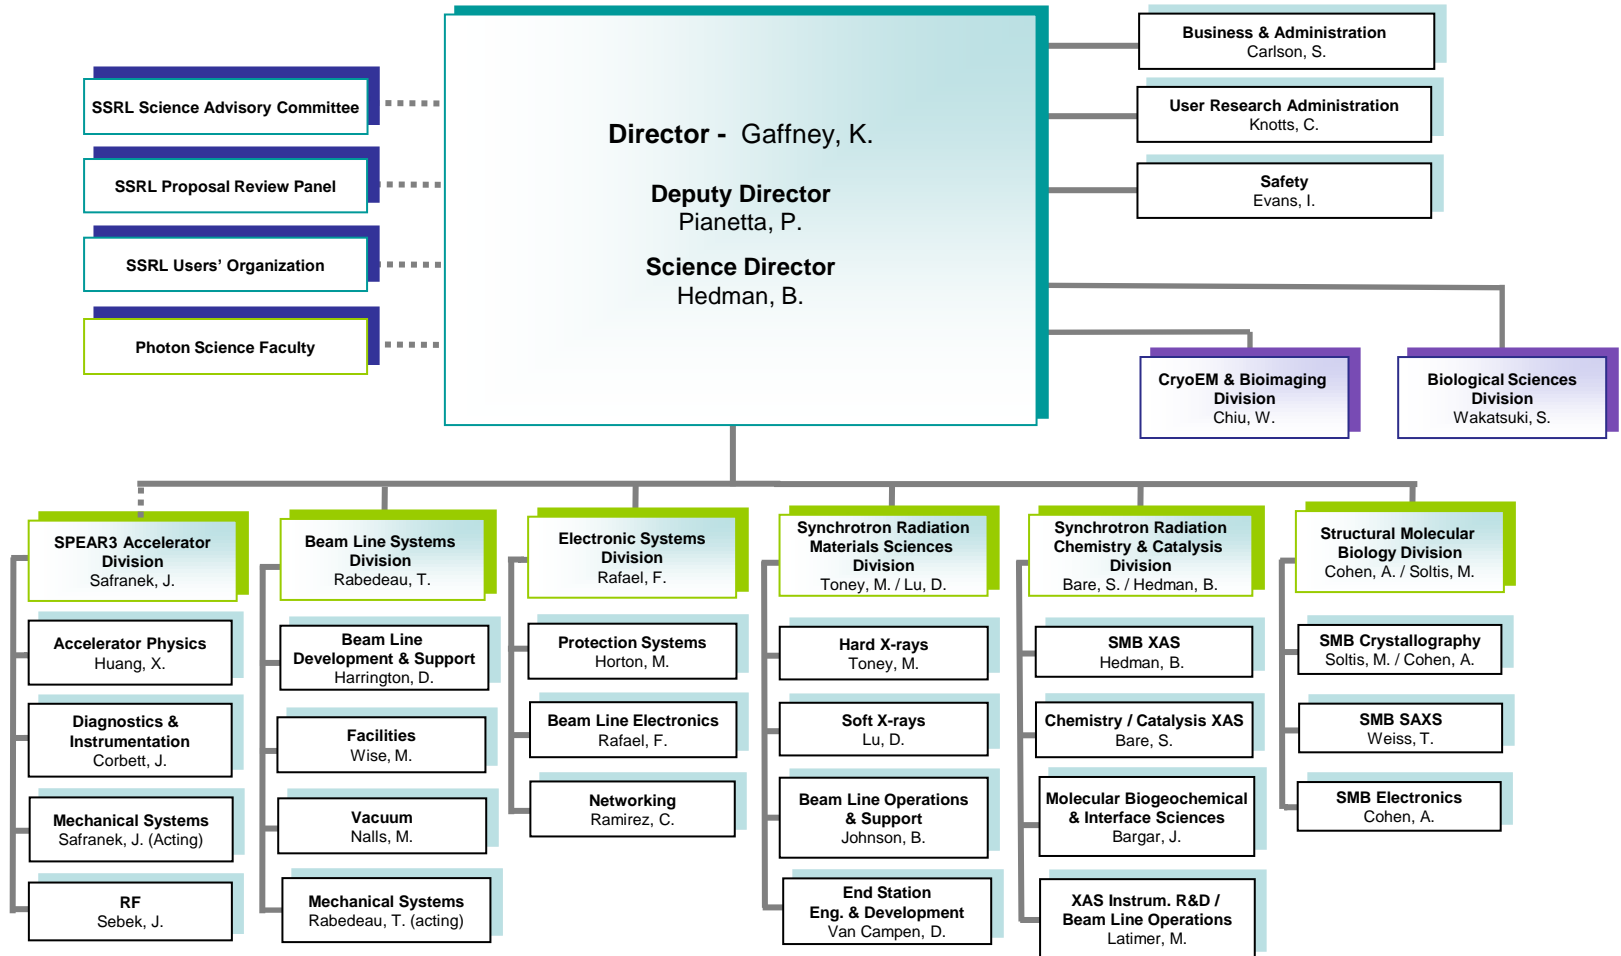 Business & Administration
Carlson, S.
SSRL Science Advisory Committee
User Research Administration
Knotts, C.
Director - Gaffney, K.
SSRL Proposal Review Panel
Deputy Director
Pianetta, P.
Safety
Evans, I.
SSRL Users’ Organization
Science Director
Hedman, B.
Photon Science Faculty
CryoEM & Bioimaging
Division
Chiu, W.
Biological Sciences
Division
Wakatsuki, S.
SPEAR3 Accelerator
Division
Safranek, J.
Accelerator Physics
Huang, X.
Diagnostics &
Instrumentation
Corbett, J.
Mechanical Systems
Safranek, J. (Acting)
RF
Sebek, J.
Beam Line Systems
Division
Rabedeau, T.
Beam Line
Development & Support
Harrington, D.
Facilities
Wise, M.
Vacuum
Nalls, M.
Mechanical Systems
Rabedeau, T. (acting)
Electronic Systems
Division
Rafael, F.
Protection Systems
Horton, M.
Beam Line Electronics
Rafael, F.
Networking
Ramirez, C.
Synchrotron Radiation
Materials Sciences
Division
Toney, M. / Lu, D.
Hard X-rays
Toney, M.
Soft X-rays
Lu, D.
Beam Line Operations
& Support
Johnson, B.
End Station
Eng. & Development
Van Campen, D.
Synchrotron Radiation
Chemistry & Catalysis
Division
Bare, S. / Hedman, B.
SMB XAS
Hedman, B.
Chemistry / Catalysis XAS
Bare, S.
Molecular Biogeochemical
& Interface Sciences
Bargar, J.
XAS Instrum. R&D /
Beam Line Operations
Latimer, M.
Structural Molecular
Biology Division
Cohen, A. / Soltis, M.
SMB Crystallography
Soltis, M. / Cohen, A.
SMB SAXS
Weiss, T.
SMB Electronics
Cohen, A.